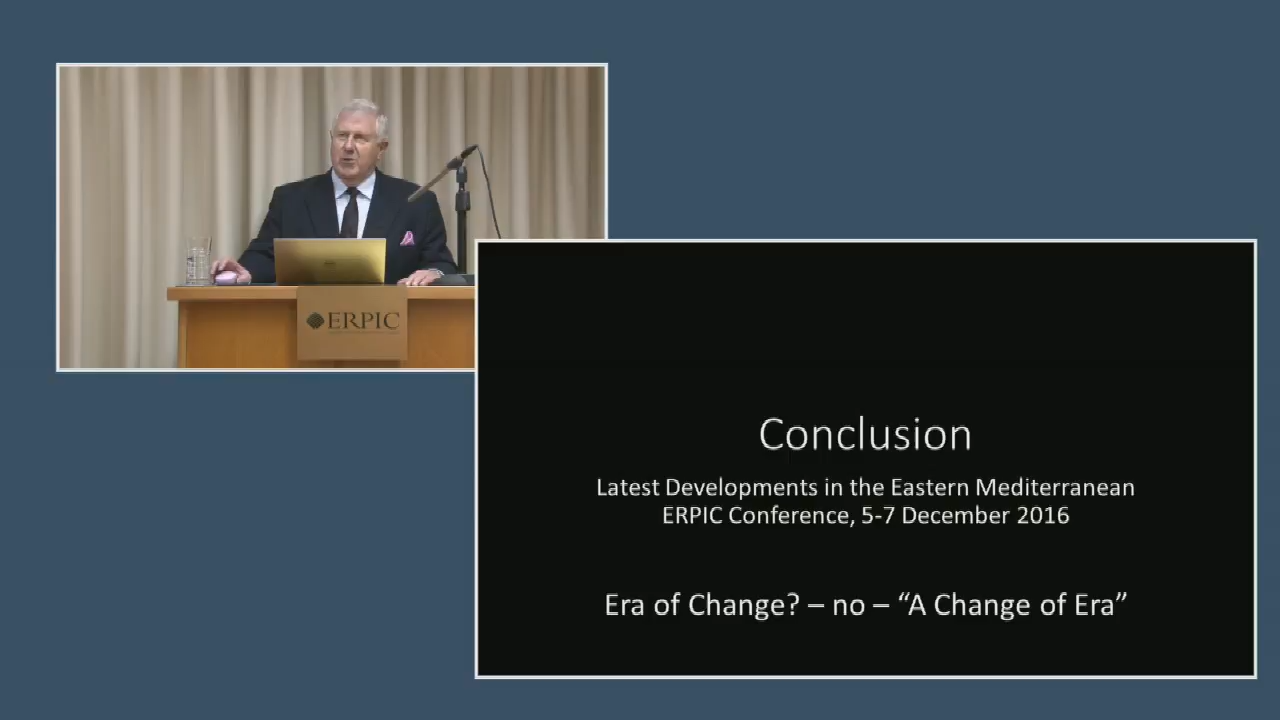 ERPIC
Conclusion
Latest Developments in the Eastern Mediterranean
ERPIC Conference, 5-7 December 2016
Era of Change? – no – “A Change of Era”